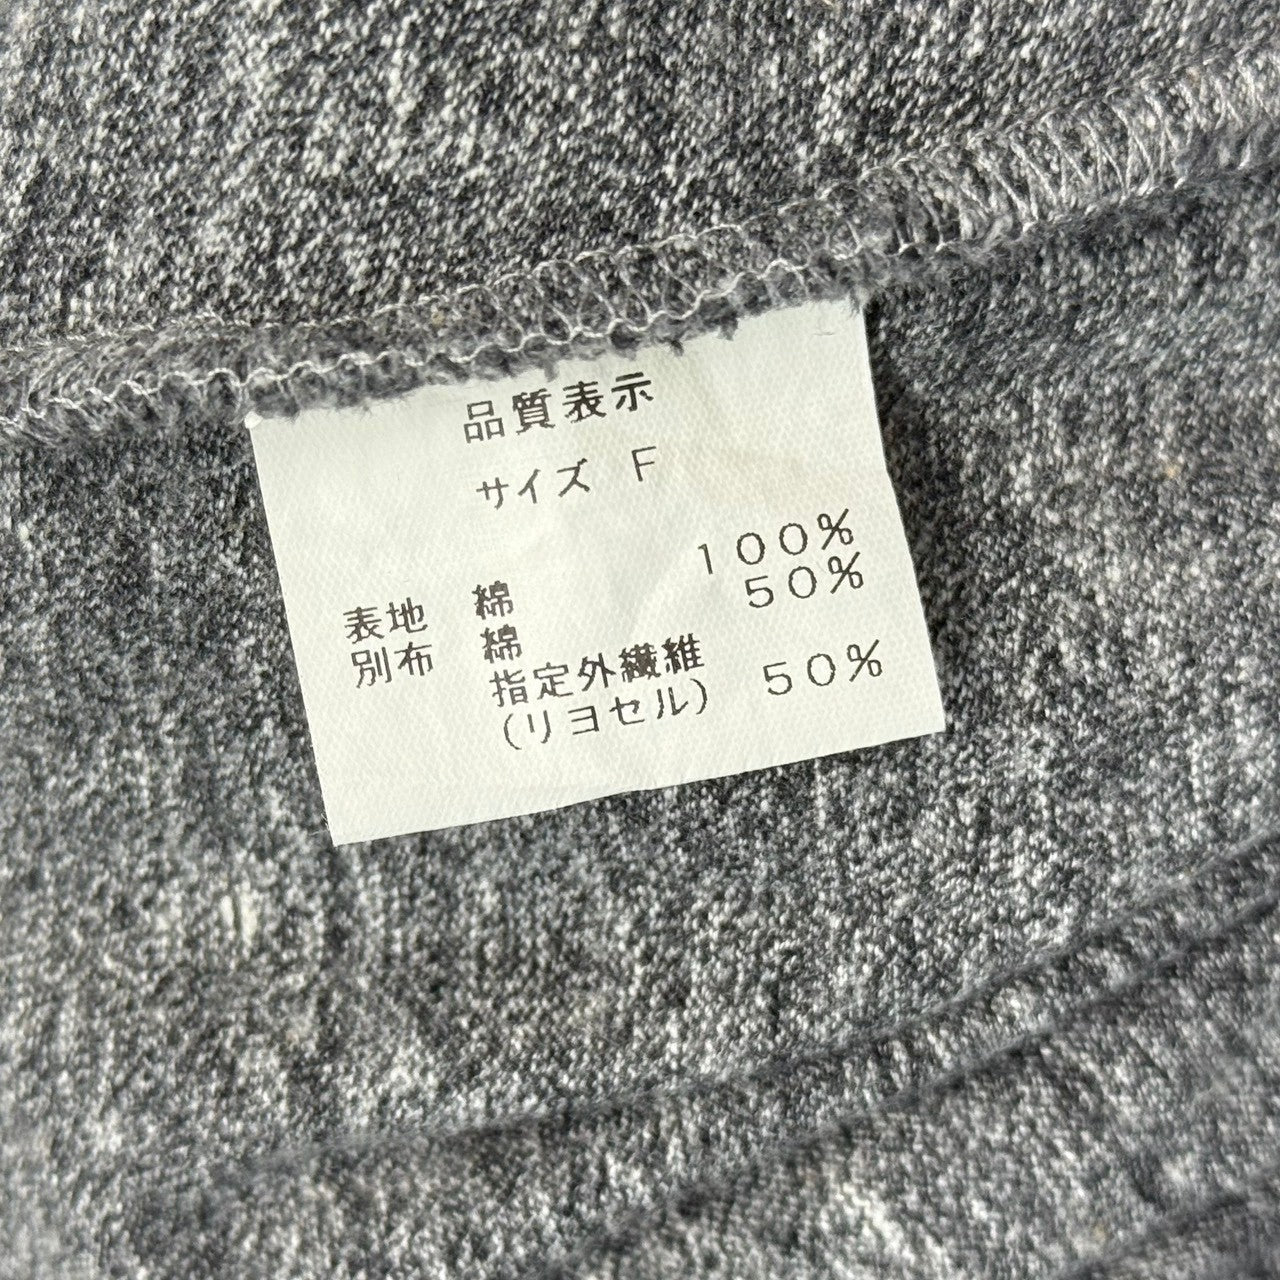 品質表示
サイズ F
表地 綿 100%
別布 綿 50%
指定外繊維
(リヨセル) 50%